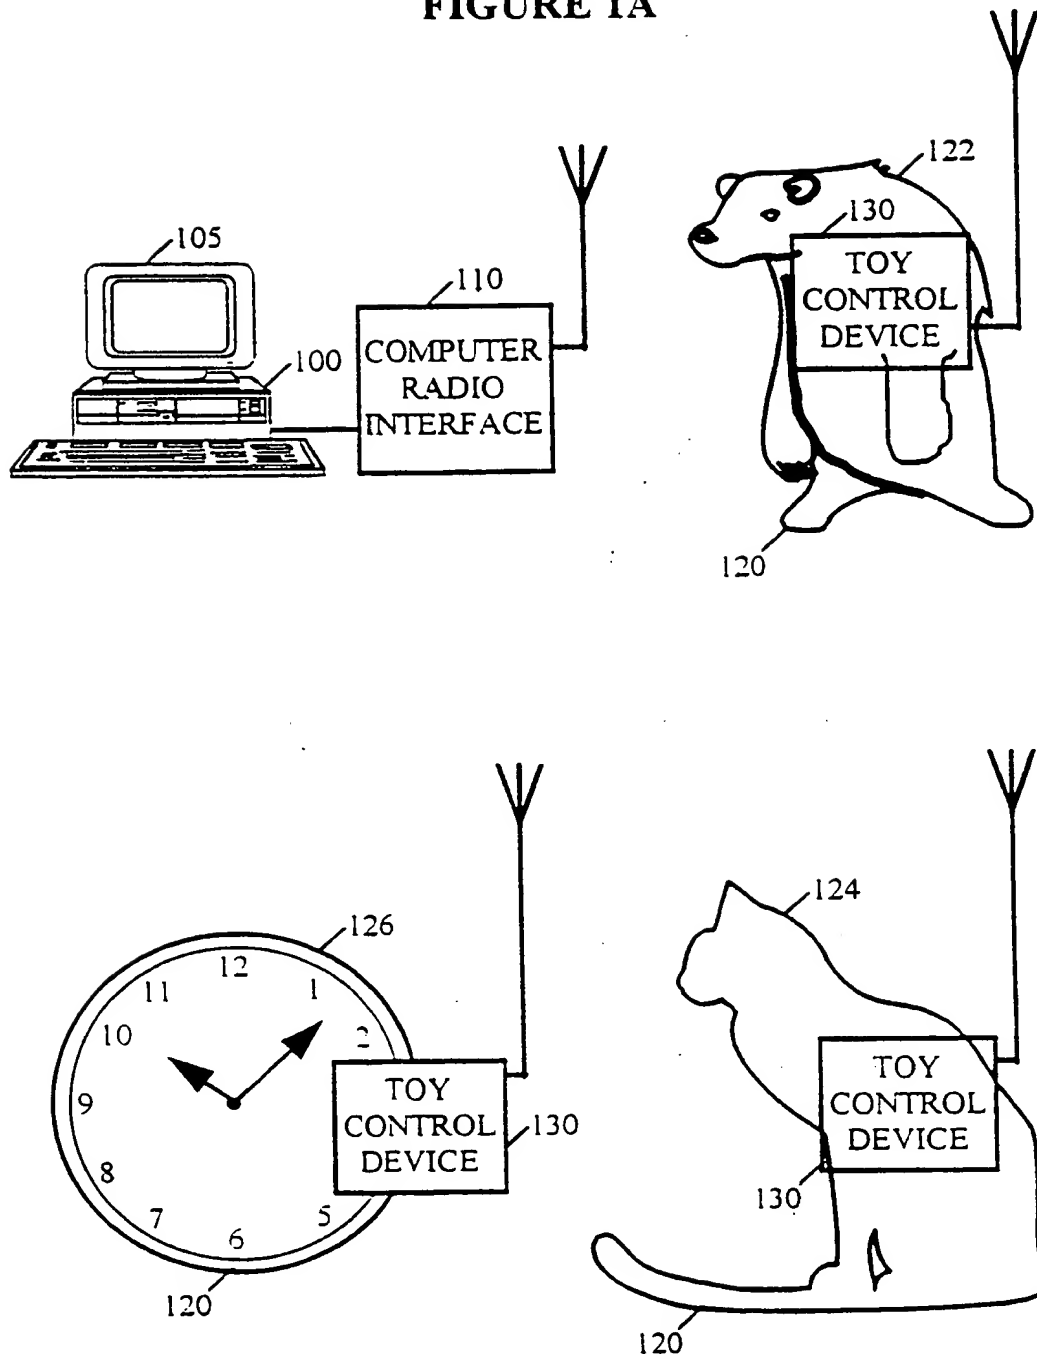 FIGURE 1A
122
130
TOY
CONTROL
DEVICE
120
105
100
110
COMPUTER
RADIO
INTERFACE
126
12
1
2
5
6
7
8
9
10
11
TOY
CONTROL
DEVICE
130
120
124
TOY
CONTROL
DEVICE
130
120